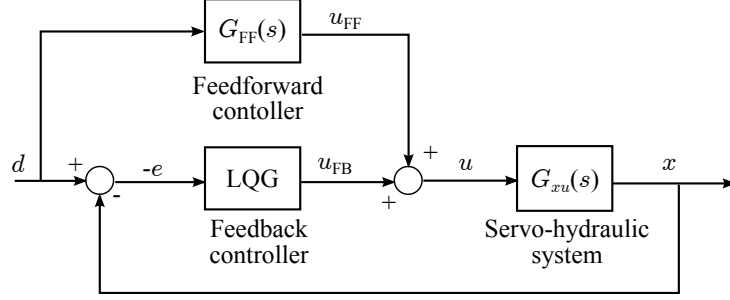 G_FF(s)
u_FF
Feedforward
contoller
d
+
-
-e
LQG
u_FB
+
+
u
G_xu(s)
x
Feedback
controller
Servo-hydraulic
system